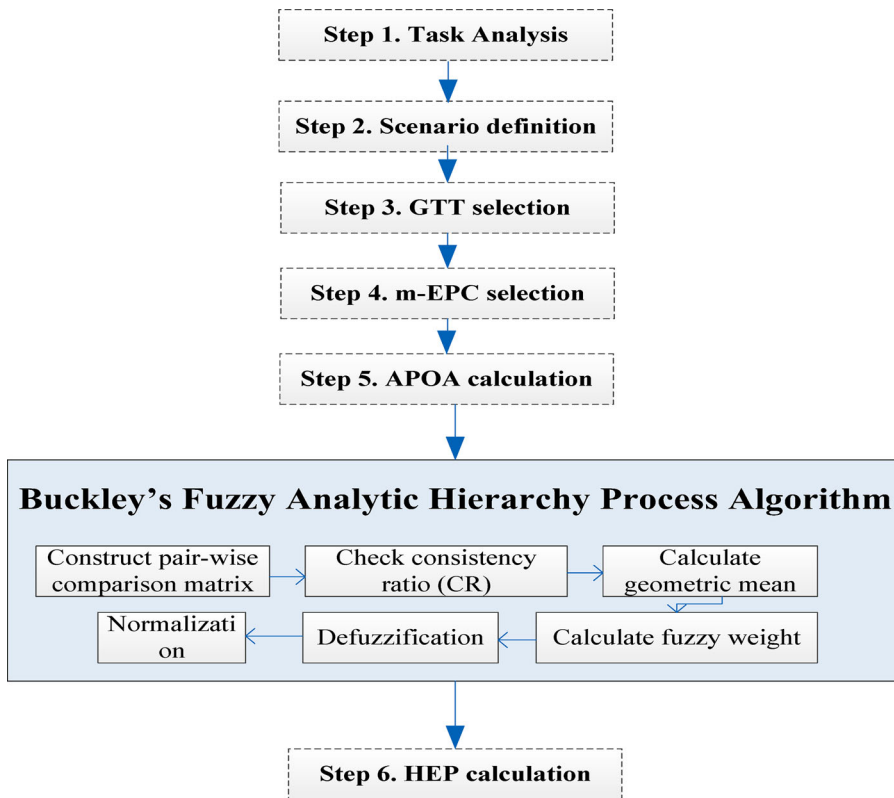 Step 1. Task Analysis
Step 2. Scenario definition
Step 3. GTT selection
Step 4. m-EPC selection
Step 5. APOA calculation
Buckley’s Fuzzy Analytic Hierarchy Process Algorithm
Construct pair-wise
comparison matrix
Check consistency
ratio (CR)
Calculate
geometric mean
Calculate fuzzy weight
Defuzzification
Normalizati
on
Step 6. HEP calculation